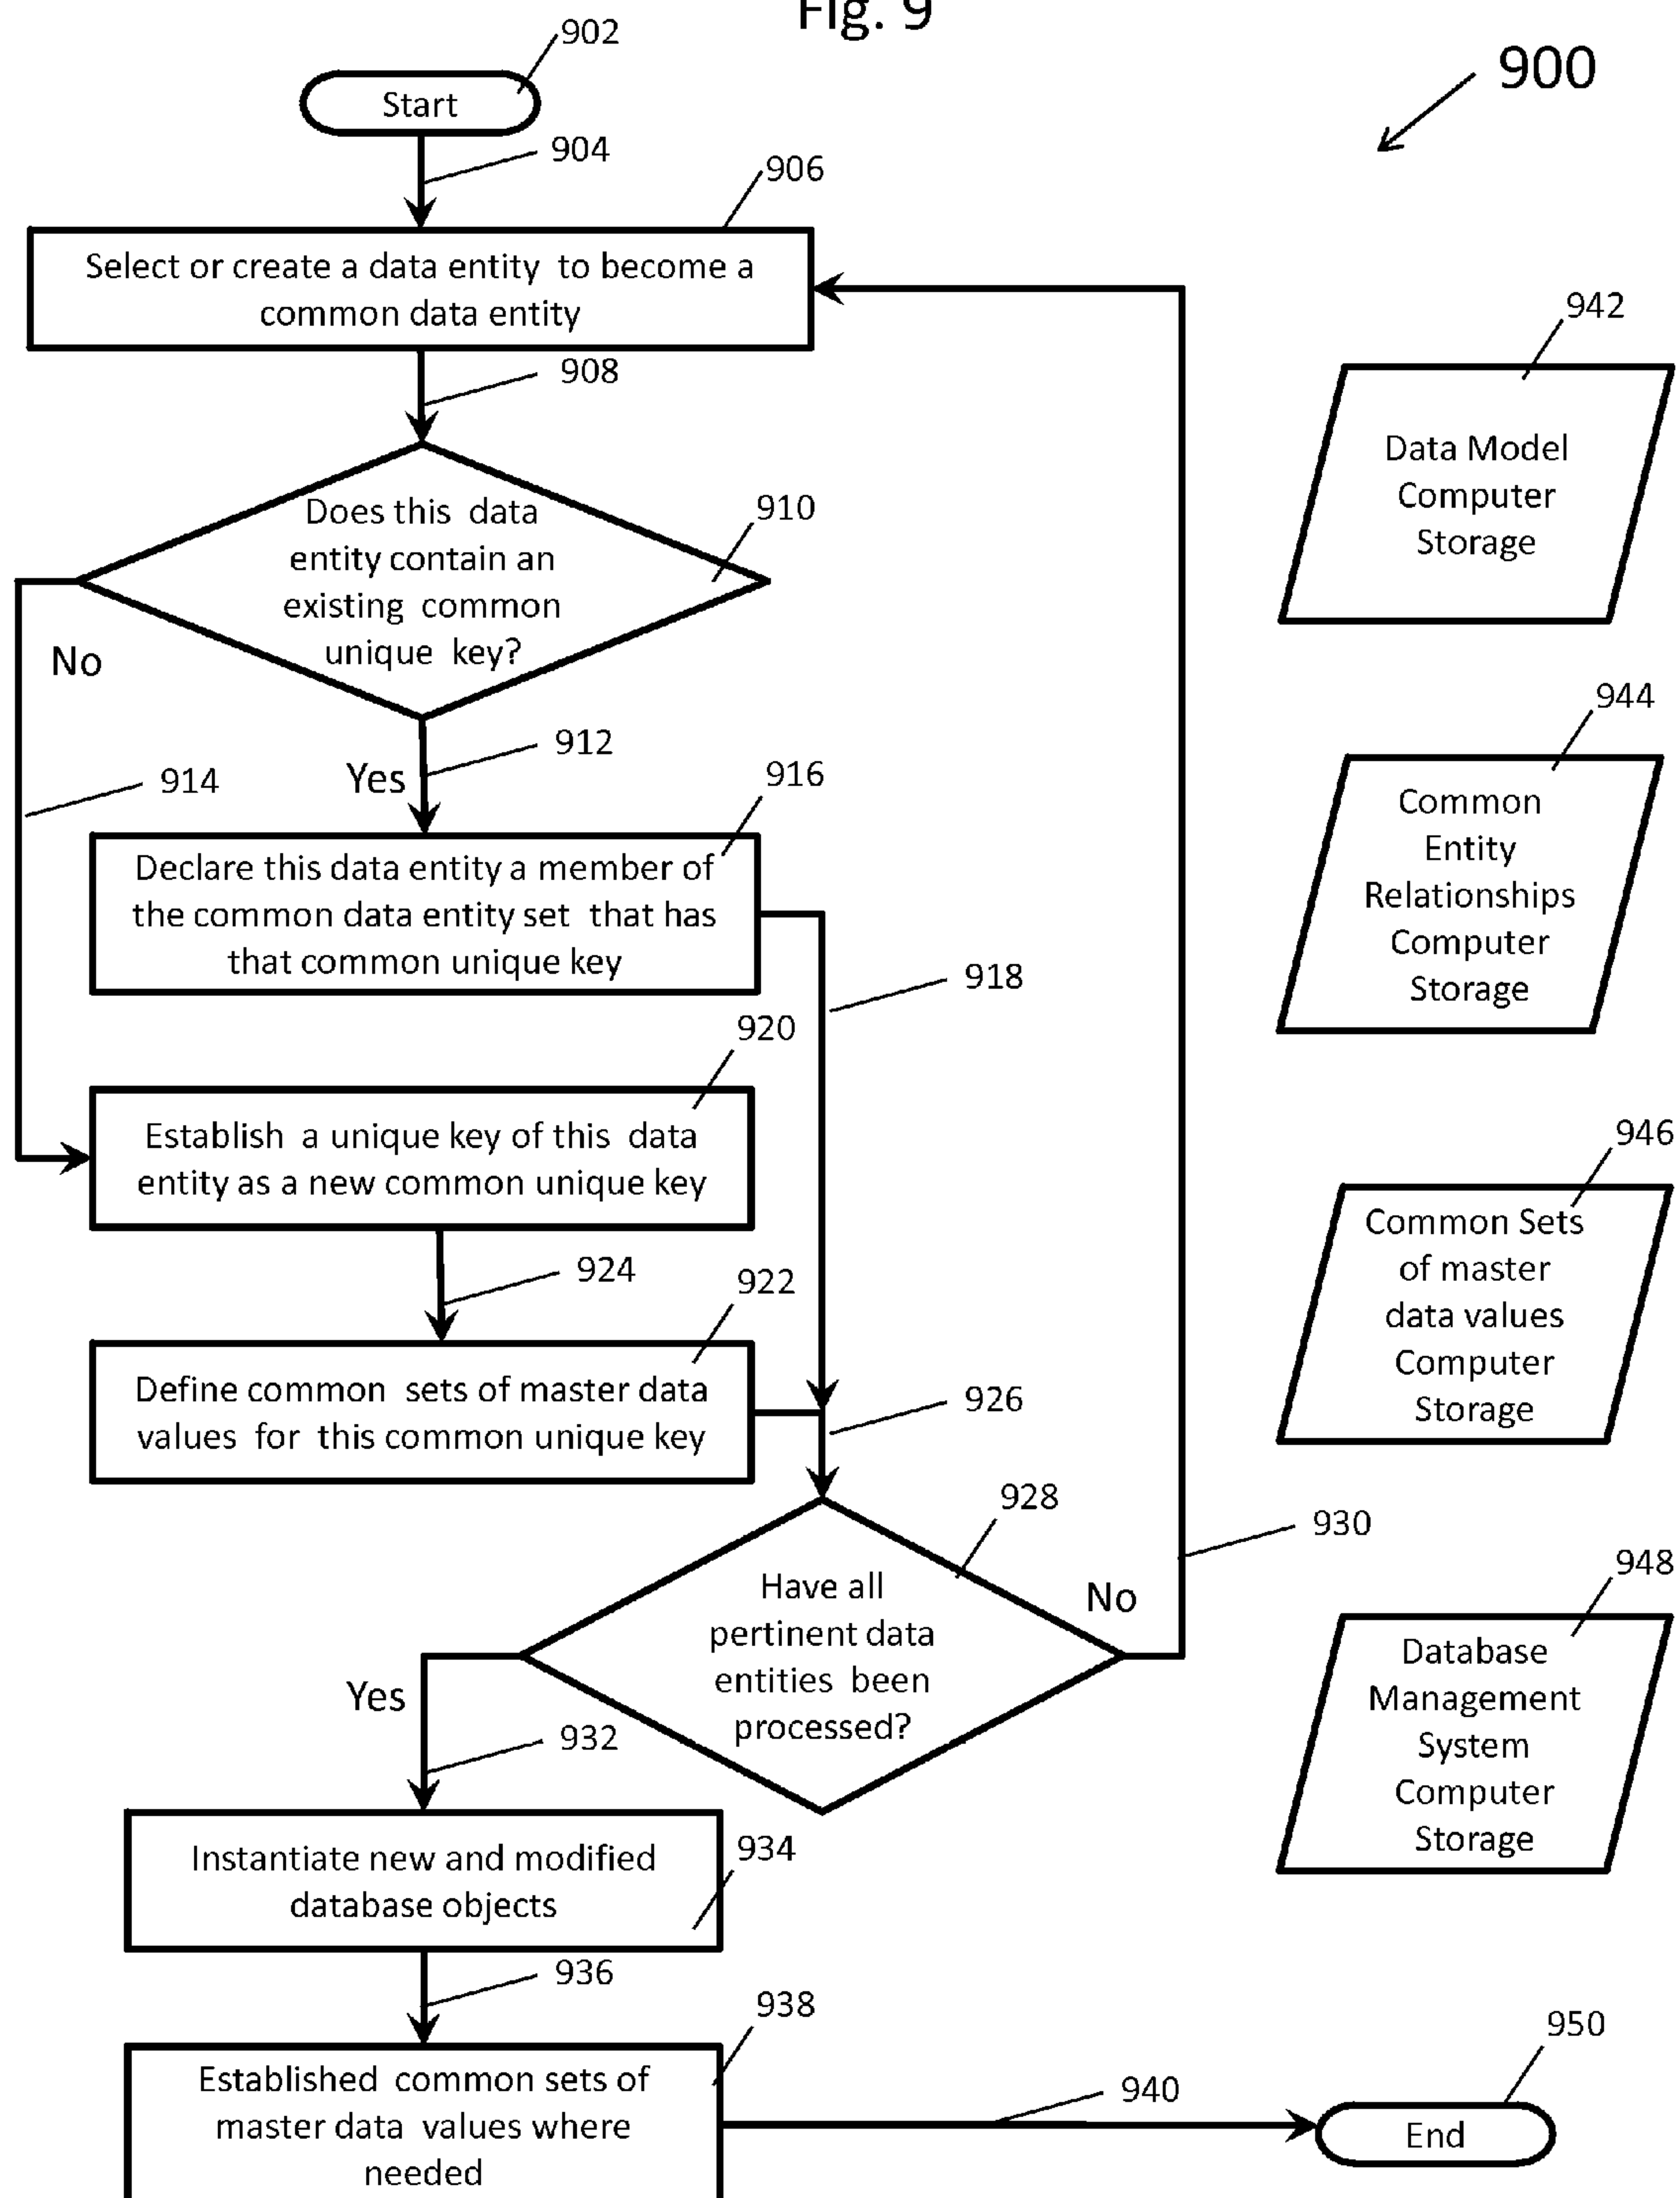 Fig. 9
902
900
Start
904
906
Select or create a data entity to become a
common data entity
908
942
Data Model
Computer
Storage
Does this data
entity contain an
existing common
unique key?
910
No
912
Yes
914
916
944
Common
Entity
Relationships
Computer
Storage
Declare this data entity a member of
the common data entity set that has
that common unique key
918
920
Establish a unique key of this data
entity as a new common unique key
946
Common Sets
of master
data values
Computer
Storage
924
922
Define common sets of master data
values for this common unique key
926
928
930
Have all
pertinent data
entities been
processed?
No
Yes
948
Database
Management
System
Computer
Storage
932
Instantiate new and modified
database objects
934
936
938
Established common sets of
master data values where
needed
940
950
End